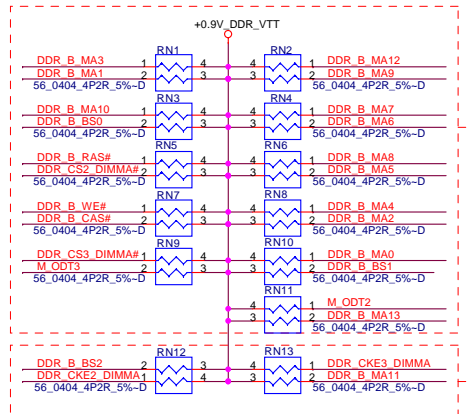 +0.9V_DDR_VTT
RN1 RN2
DDR_B_MA3 1 4 4 1 DDR_B_MA12
DDR_B_MA1 2 3 3 2 DDR_B_MA9
56_0404_4P2R_5%~D 56_0404_4P2R_5%~D
RN3 RN4
DDR_B_MA10 1 4 4 1 DDR_B_MA7
DDR_B_BS0 2 3 3 2 DDR_B_MA6
56_0404_4P2R_5%~D 56_0404_4P2R_5%~D
RN5 RN6
DDR_B_RAS# 1 4 4 1 DDR_B_MA8
DDR_CS2_DIMMA# 2 3 3 2 DDR_B_MA5
56_0404_4P2R_5%~D 56_0404_4P2R_5%~D
RN7 RN8
DDR_B_WE# 1 4 4 1 DDR_B_MA4
DDR_B_CAS# 2 3 3 2 DDR_B_MA2
56_0404_4P2R_5%~D 56_0404_4P2R_5%~D
RN9 RN10
DDR_CS3_DIMMA# 1 4 4 1 DDR_B_MA0
M_ODT3 2 3 3 2 DDR_B_BS1
56_0404_4P2R_5%~D 56_0404_4P2R_5%~D
RN11
4 1 M_ODT2
3 2 DDR_B_MA13
56_0404_4P2R_5%~D
RN12 RN13
DDR_B_BS2 2 3 4 1 DDR_CKE3_DIMMA
DDR_CKE2_DIMMA 1 4 3 2 DDR_B_MA11
56_0404_4P2R_5%~D 56_0404_4P2R_5%~D